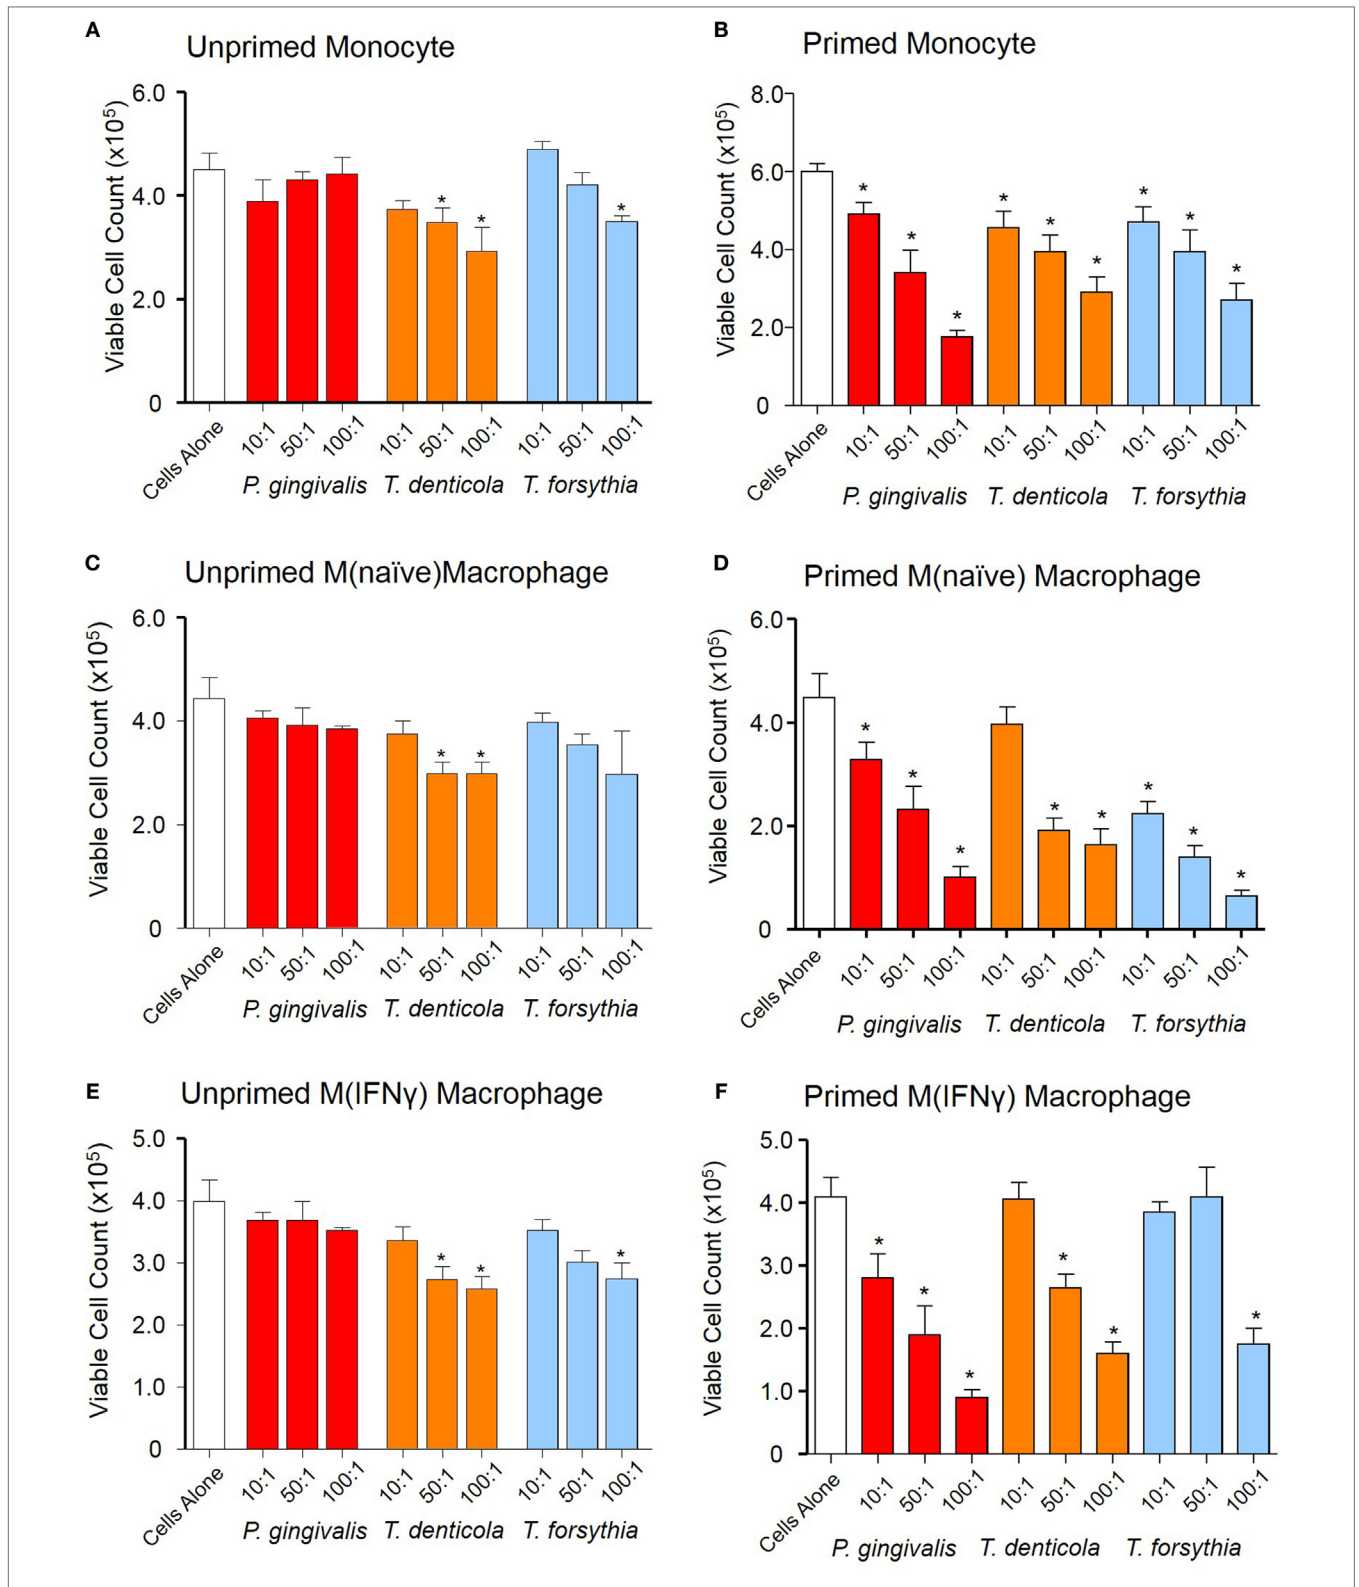 A
Unprimed Monocyte
Viable Cell Count (x10⁵)
6.0
4.0
2.0
0
* * *
Cells Alone 10:1 50:1 100:1 10:1 50:1 100:1 10:1 50:1 100:1
P. gingivalis T. denticola T. forsythia
B
Primed Monocyte
Viable Cell Count (x10⁵)
8.0
6.0
4.0
2.0
0
* * * * * * * * *
Cells Alone 10:1 50:1 100:1 10:1 50:1 100:1 10:1 50:1 100:1
P. gingivalis T. denticola T. forsythia
C
Unprimed M(naïve)Macrophage
Viable Cell Count (x10⁵)
6.0
4.0
2.0
0
* *
Cells Alone 10:1 50:1 100:1 10:1 50:1 100:1 10:1 50:1 100:1
P. gingivalis T. denticola T. forsythia
D
Primed M(naïve) Macrophage
Viable Cell Count (x10⁵)
6.0
4.0
2.0
0
* * * * * * * *
Cells Alone 10:1 50:1 100:1 10:1 50:1 100:1 10:1 50:1 100:1
P. gingivalis T. denticola T. forsythia
E
Unprimed M(IFNγ) Macrophage
Viable Cell Count (x10⁵)
5.0
4.0
3.0
2.0
1.0
0
* * *
Cells Alone 10:1 50:1 100:1 10:1 50:1 100:1 10:1 50:1 100:1
P. gingivalis T. denticola T. forsythia
F
Primed M(IFNγ) Macrophage
Viable Cell Count (x10⁵)
5.0
4.0
3.0
2.0
1.0
0
* * * * * *
Cells Alone 10:1 50:1 100:1 10:1 50:1 100:1 10:1 50:1 100:1
P. gingivalis T. denticola T. forsythia